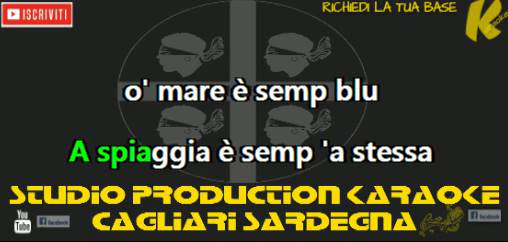 ISCRIVITI
RICHIEDI LA TUA BASE
Karaoke
o' mare è semp blu
A spiaggia è semp 'a stessa
STUDIO PRODUCTION KARAOKE
CAGLIARI SARDEGNA
You Tube
facebook
facebook